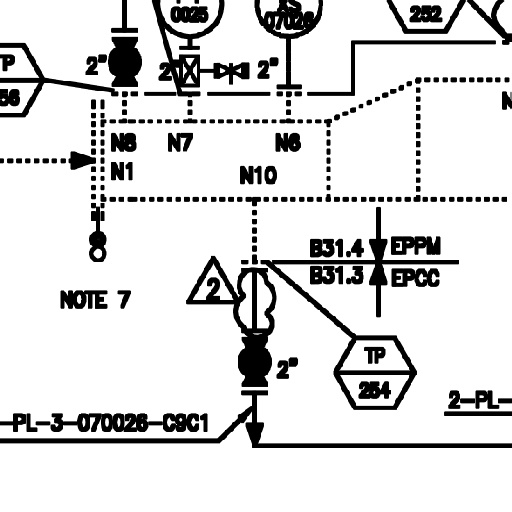 0025
07026
252
TP
56
2"
2"
2"
N8
N7
N6
N1
N10
B31.4
EPPM
B31.3
EPCC
2
NOTE 7
TP
254
2"
2-PL-
-PL-3-070026-C9C1